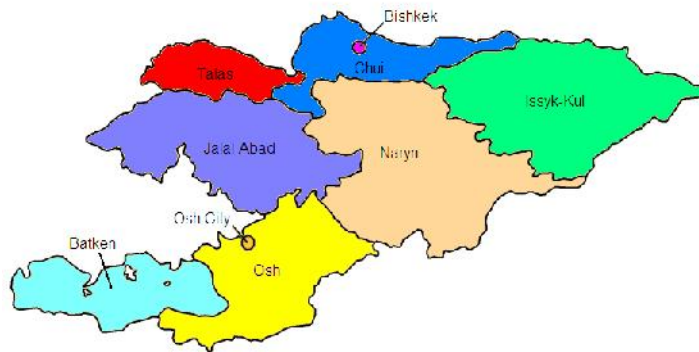 Bishkek
Talas
Chui
Issyk-Kul
Jalal Abad
Naryn
Osh City
Batken
Osh